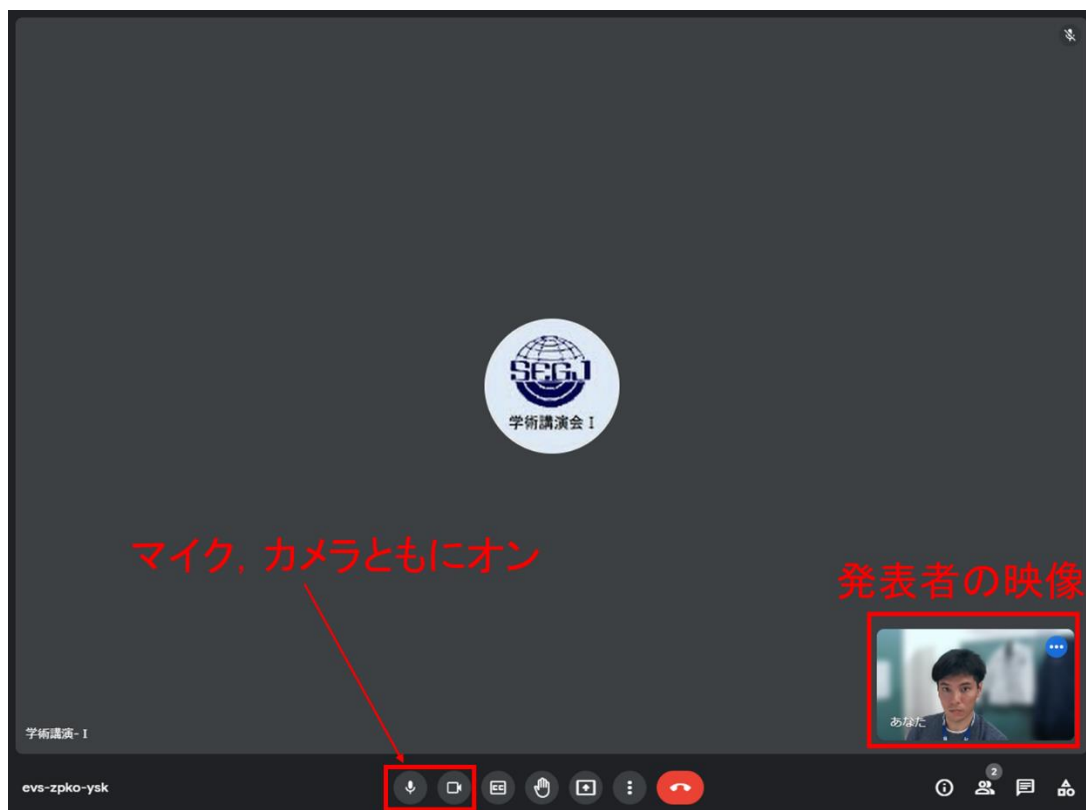 SEGJ
学術講演会 I
マイク，カメラともにオン
発表者の映像
あなた
学術講演- I
evs-zpko-ysk
CC
2